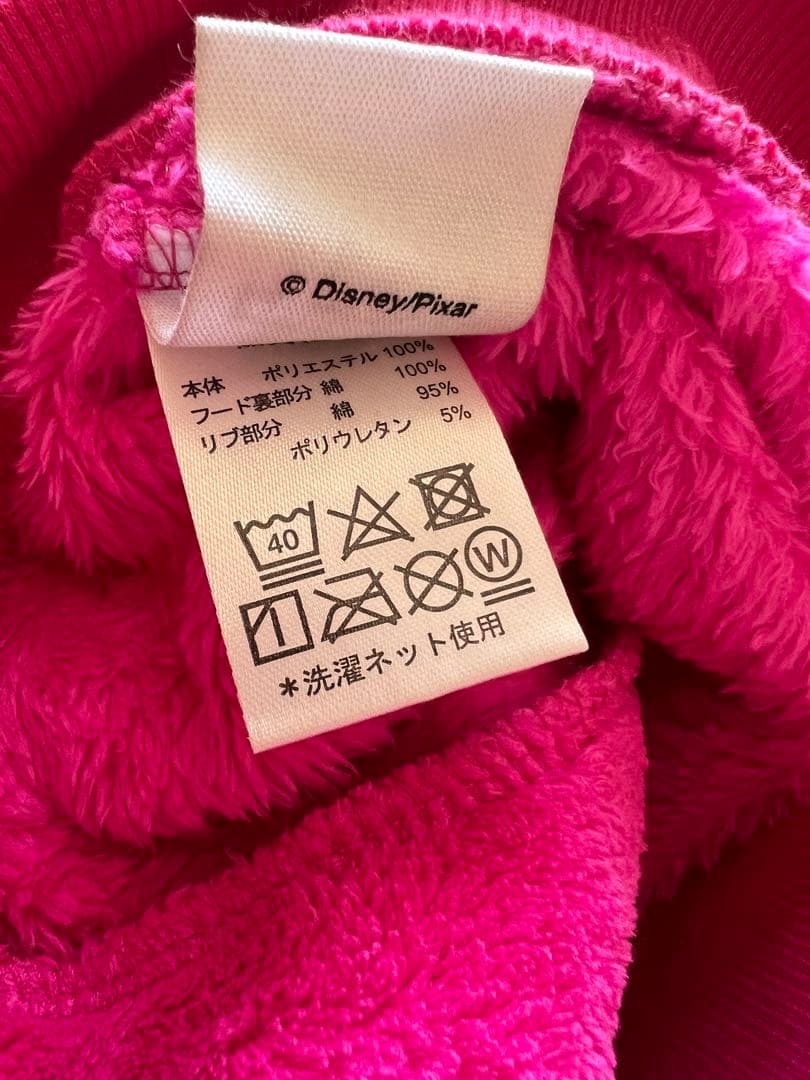 © Disney/Pixar
本体 ポリエステル 100%
フード裏部分 綿 100%
リブ部分 綿 95%
ポリウレタン 5%
40
W
*洗濯ネット使用